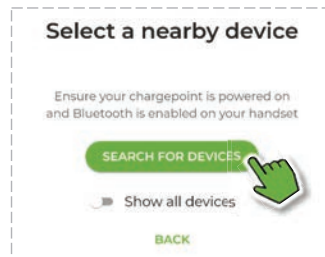 Select a nearby device
Ensure your chargepoint is powered on
and Bluetooth is enabled on your handset
SEARCH FOR DEVICES
Show all devices
BACK